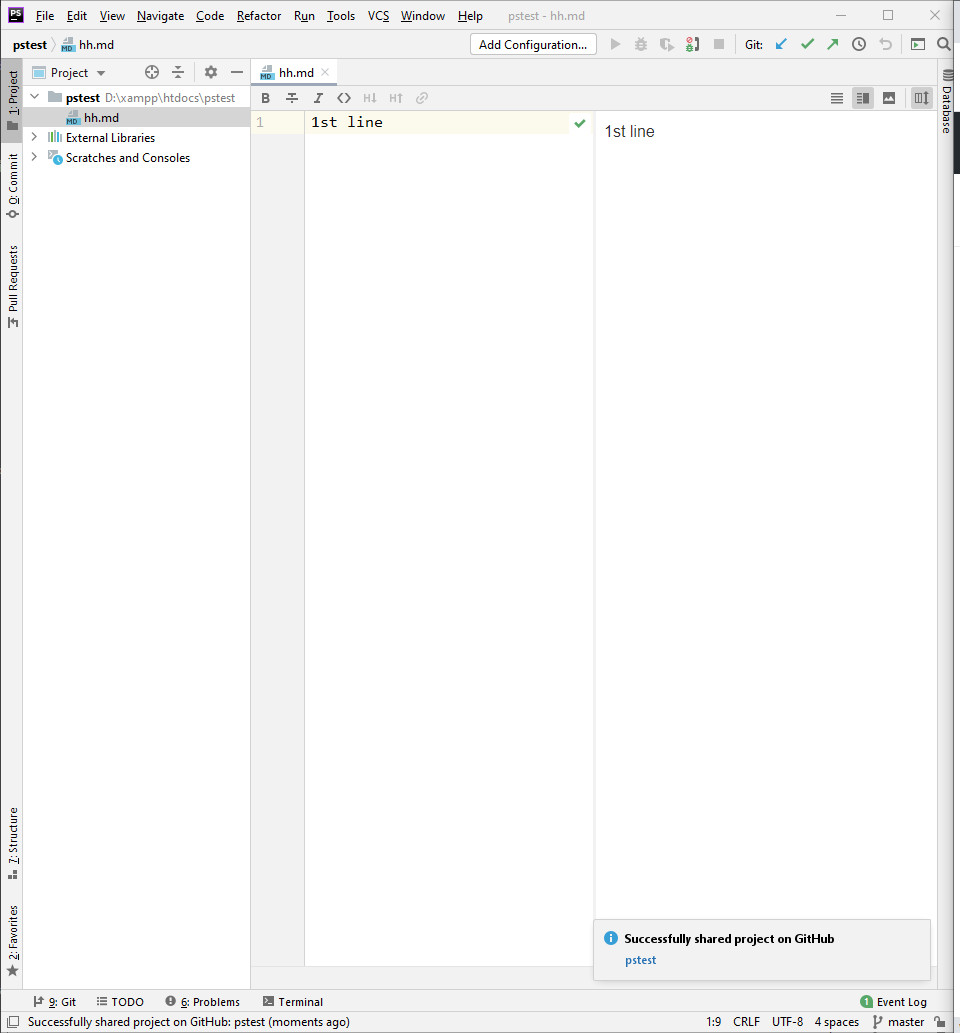 PS File Edit View Navigate Code Refactor Run Tools VCS Window Help pstest - hh.md
pstest MD hh.md Add Configuration... Git:
1: Project
0: Commit
Pull Requests
7: Structure
2: Favorites
Project
pstest D:\xampp\htdocs\pstest
MD hh.md
External Libraries
Scratches and Consoles
MD hh.md
B I <> H↓ H↑
1 1st line
1st line
Database
Successfully shared project on GitHub
pstest
9: Git TODO 6: Problems Terminal 1 Event Log
Successfully shared project on GitHub: pstest (moments ago) 1:9 CRLF UTF-8 4 spaces master